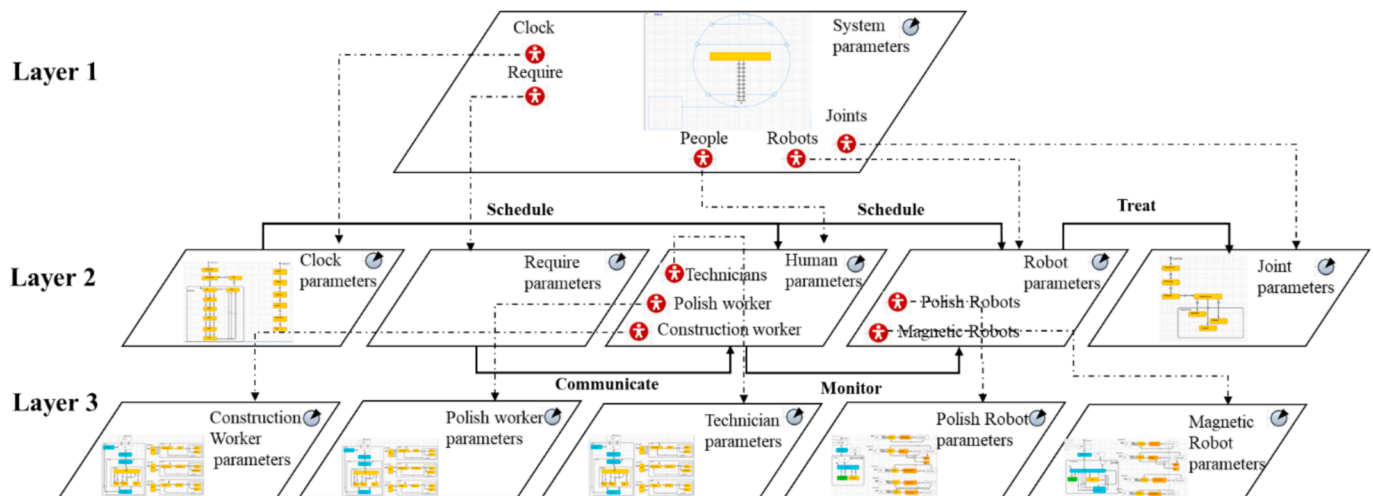 Layer 1
Clock
Require
System
parameters
Joints
People
Robots
Schedule
Schedule
Treat
Layer 2
Clock
parameters
Require
parameters
Human
parameters
Technicians
Polish worker
Construction worker
Robot
parameters
Polish Robots
Magnetic Robots
Joint
parameters
Communicate
Monitor
Layer 3
Construction
Worker
parameters
Polish worker
parameters
Technician
parameters
Polish Robot
parameters
Magnetic
Robot
parameters